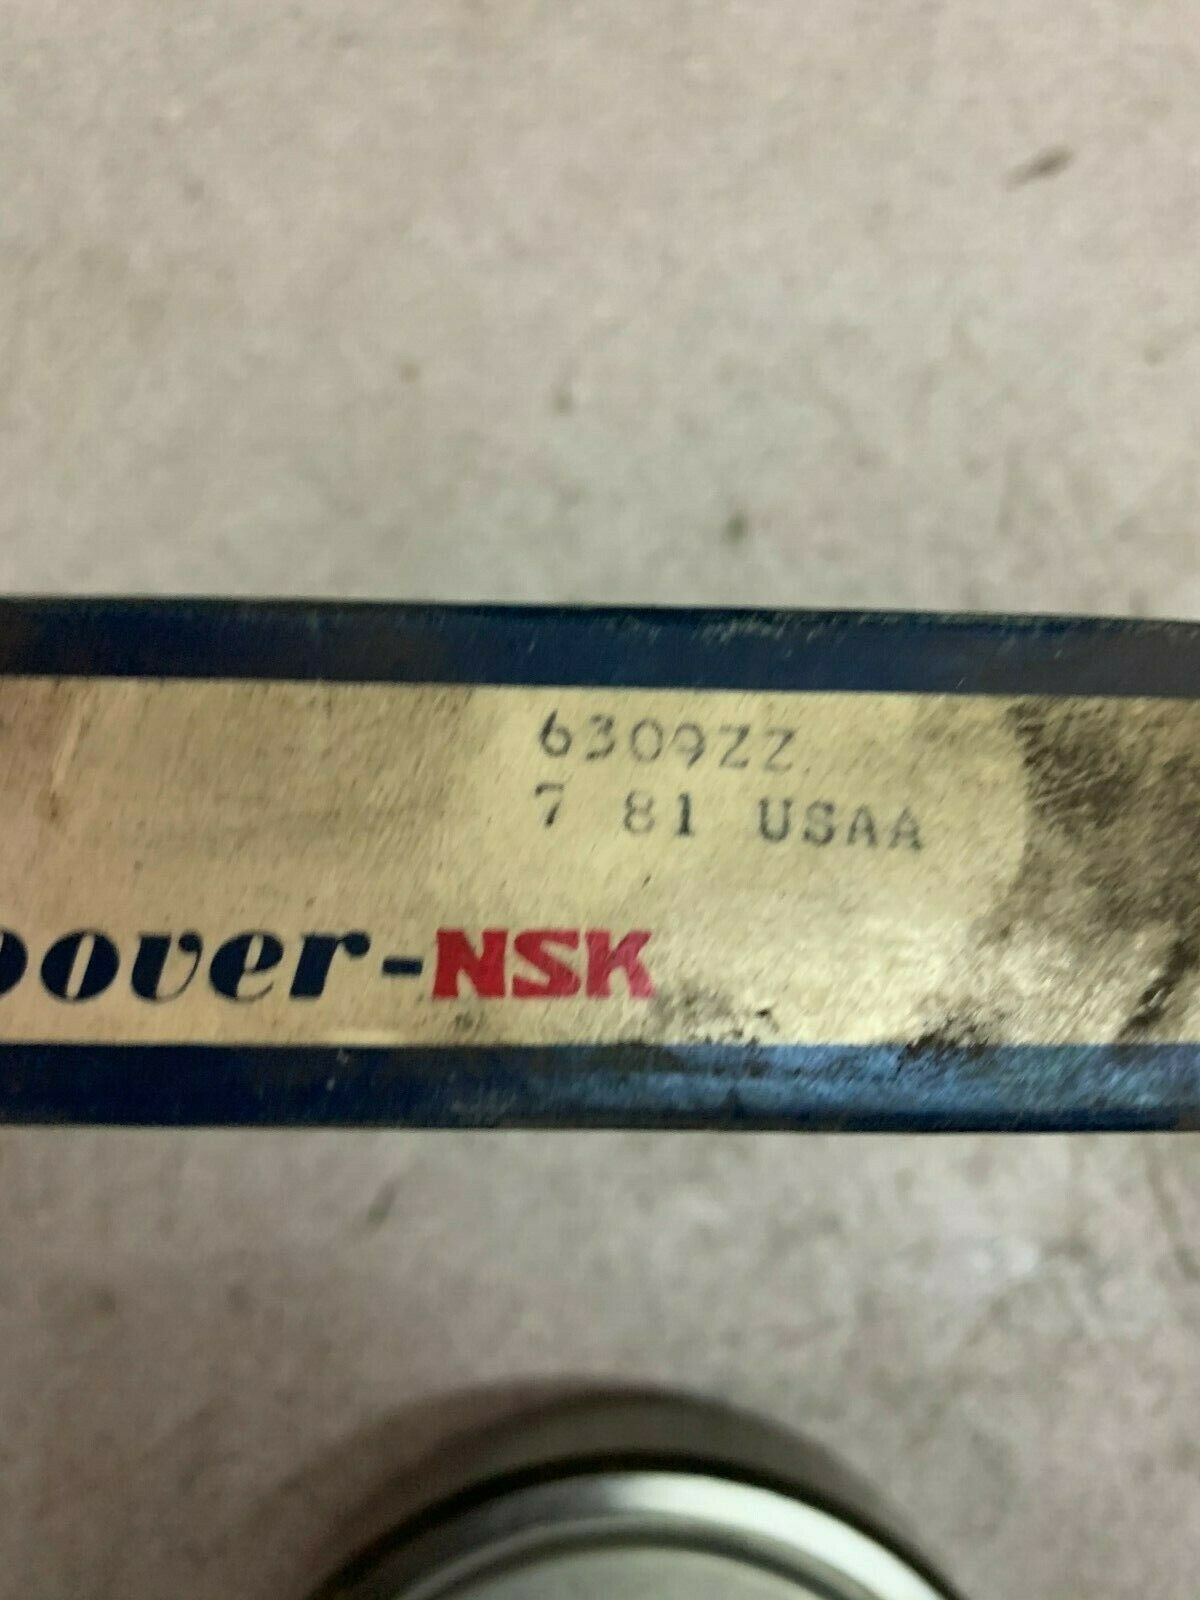 6309ZZ
7 81 USAA
oover-NSK